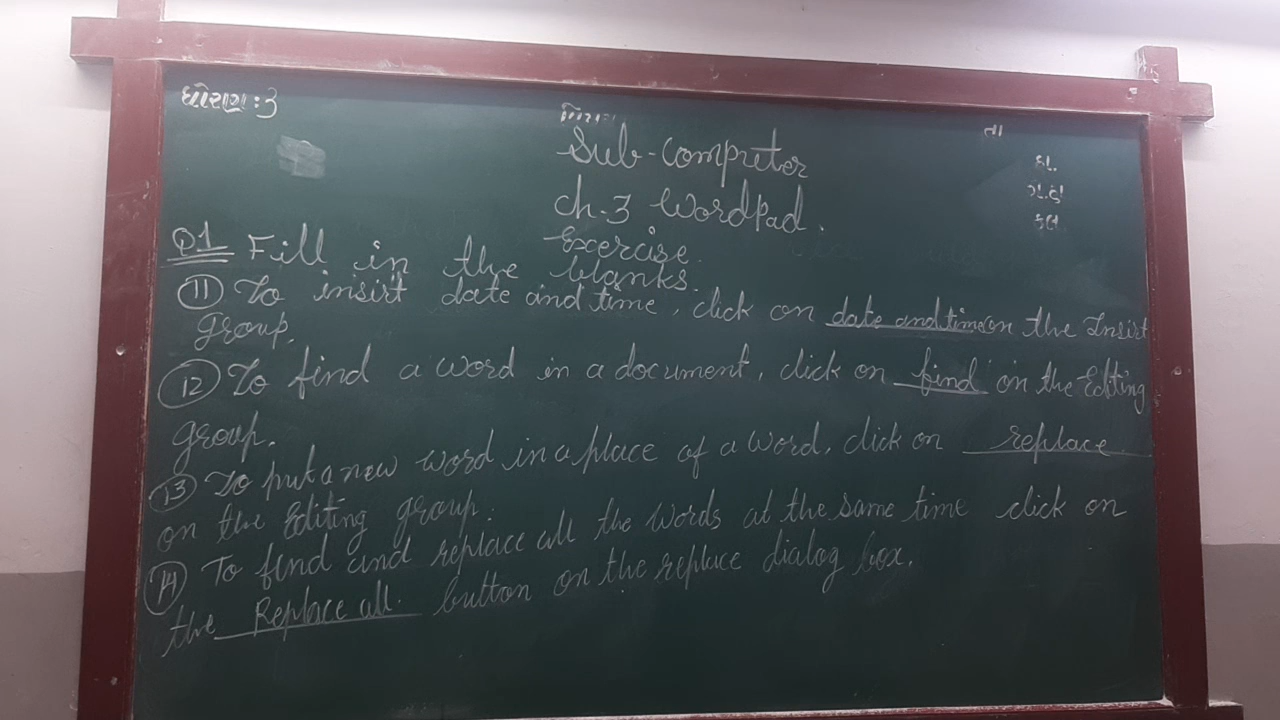 ધોરણ : 3
વિષય
તા
Sub-Computer
હા.
ch-3 Wordpad.
ગે.હા
કુલ
Exercise.
Q1 Fill in the blanks.
11 To insirt date and time, click on date and time on the Insirt
group.
12 To find a word in a document, click on find on the Editing
group.
13 To put a new word in a place of a word, click on replace
on the Editing group.
14 To find and replace all the words at the same time click on
the Replace all. button on the replace dialog box.